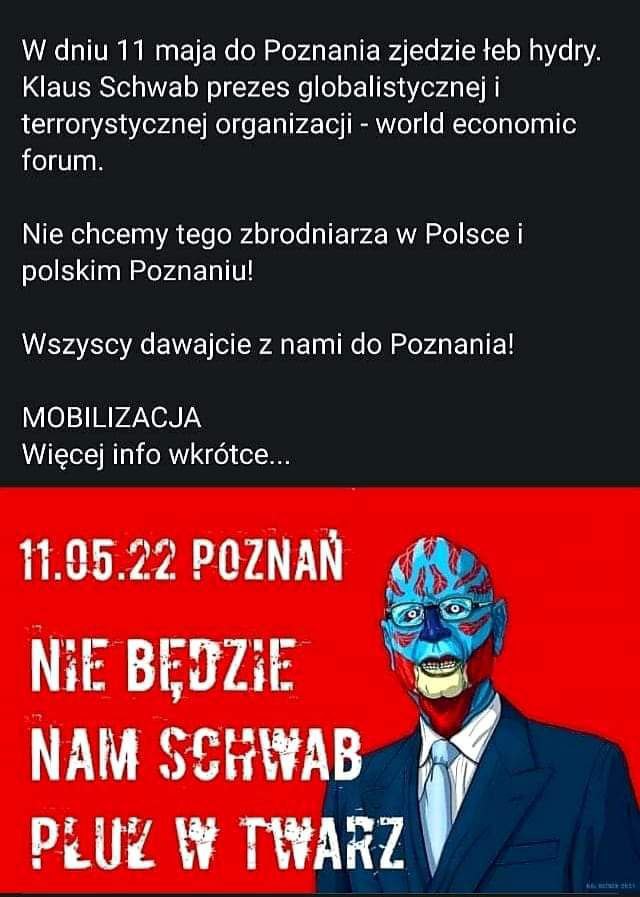 W dniu 11 maja do Poznania zjedzie łeb hydry.
Klaus Schwab prezes globalistycznej i
terrorystycznej organizacji - world economic
forum.
Nie chcemy tego zbrodniarza w Polsce i
polskim Poznaniu!
Wszyscy dawajcie z nami do Poznania!
MOBILIZACJA
Więcej info wkrótce...
11.05.22 POZNAŃ
NIE BĘDZIE
NAM SCHWAB
PLUŁ W TWARZ